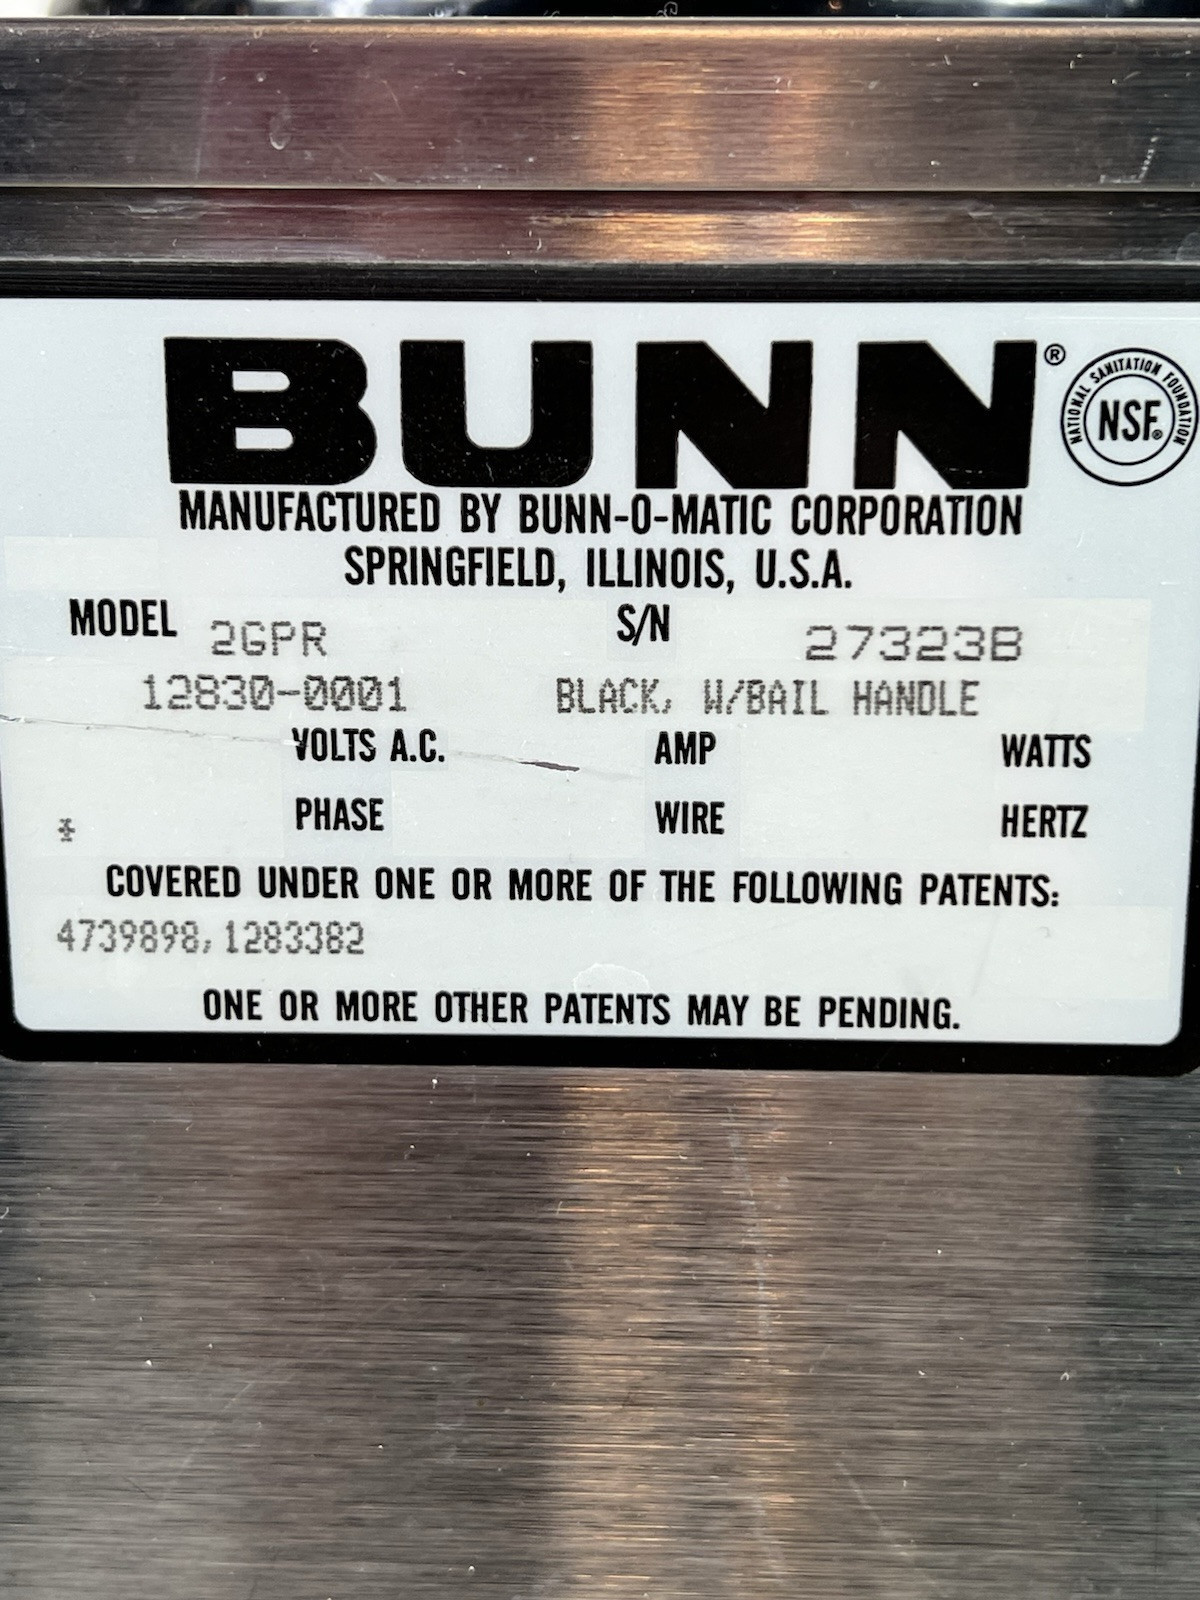 BUNN®
NATIONAL SANITATION FOUNDATION
NSF®
MANUFACTURED BY BUNN-O-MATIC CORPORATION
SPRINGFIELD, ILLINOIS, U.S.A.
MODEL 2GPR S/N 27323B
12830-0001 BLACK, W/BAIL HANDLE
VOLTS A.C. AMP WATTS
PHASE WIRE HERTZ
COVERED UNDER ONE OR MORE OF THE FOLLOWING PATENTS:
4739898,1283382
ONE OR MORE OTHER PATENTS MAY BE PENDING.